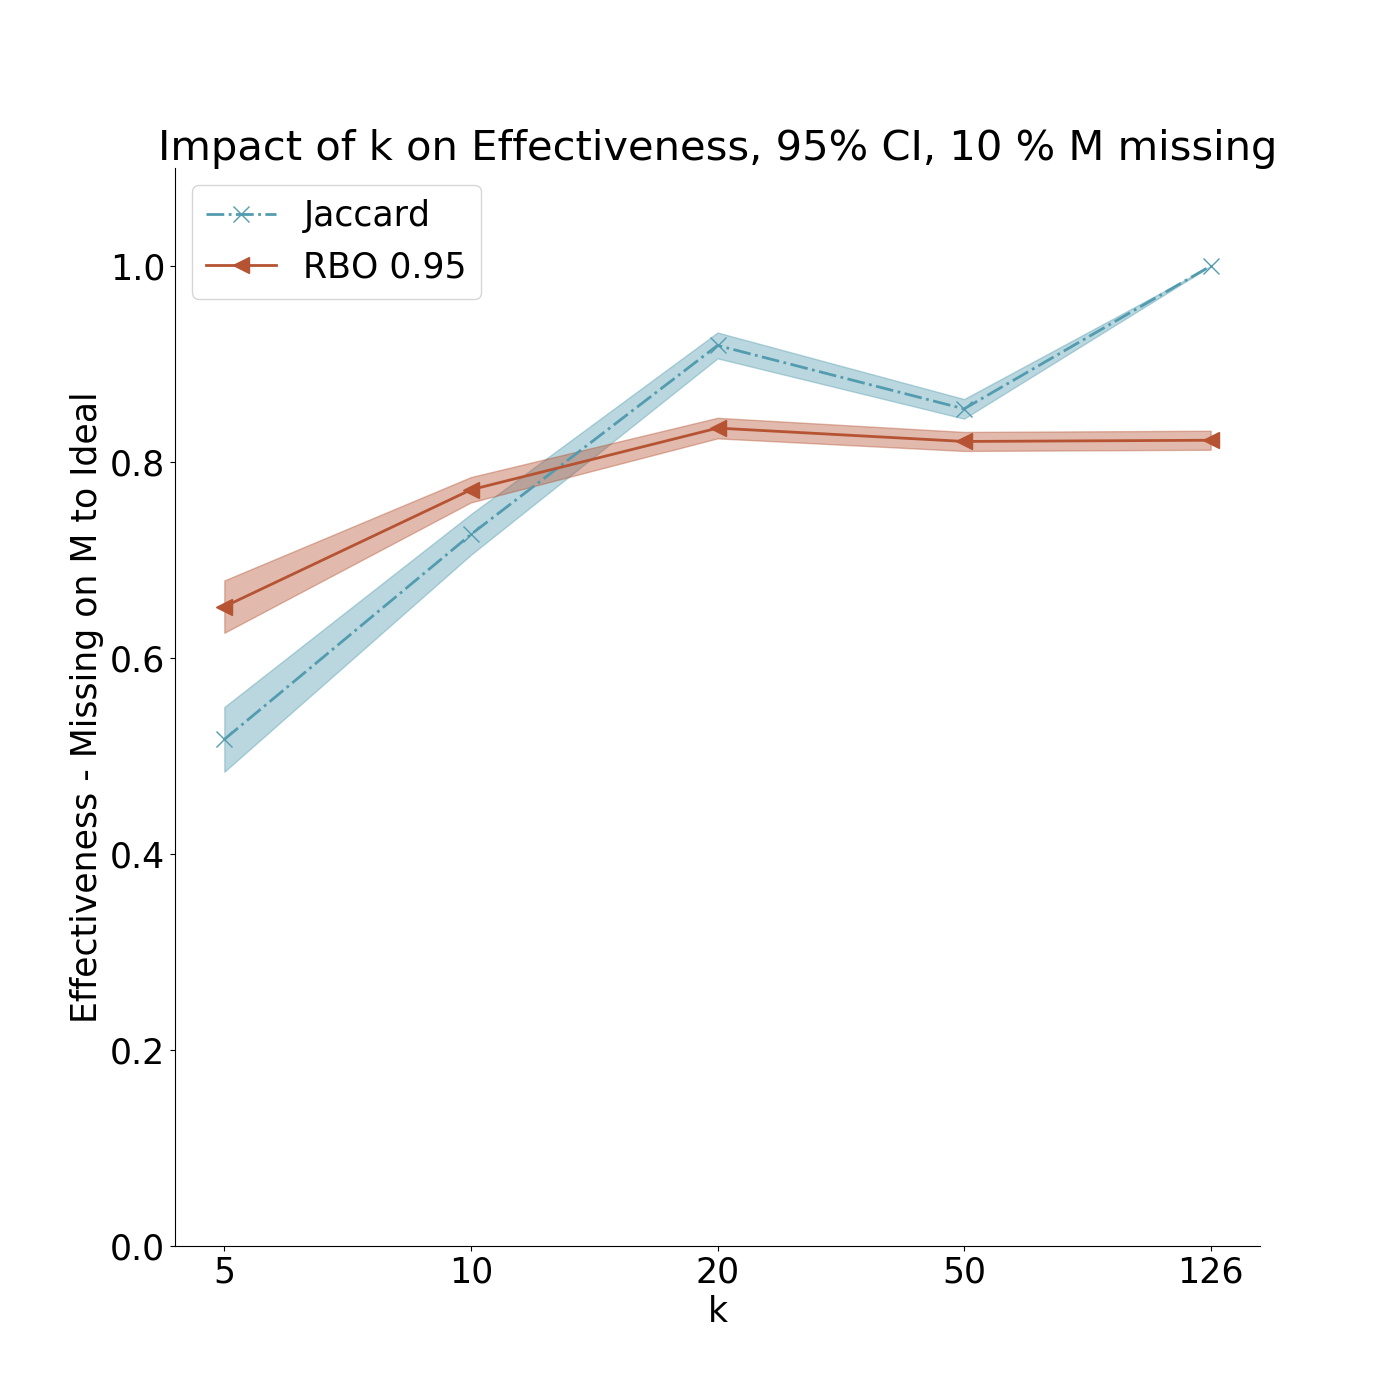 Impact of k on Effectiveness, 95% CI, 10 % M missing
Jaccard
RBO 0.95
Effectiveness - Missing on M to Ideal
1.0
0.8
0.6
0.4
0.2
0.0
5 10 20 50 126
k